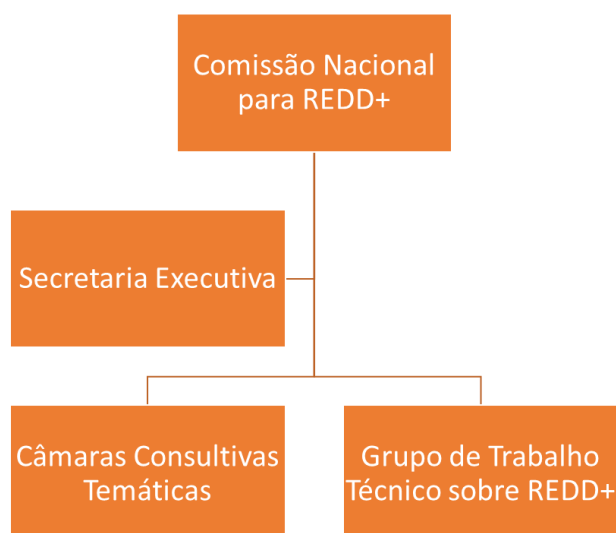 Comissão Nacional
para REDD+
Secretaria Executiva
Câmaras Consultivas
Temáticas
Grupo de Trabalho
Técnico sobre REDD+